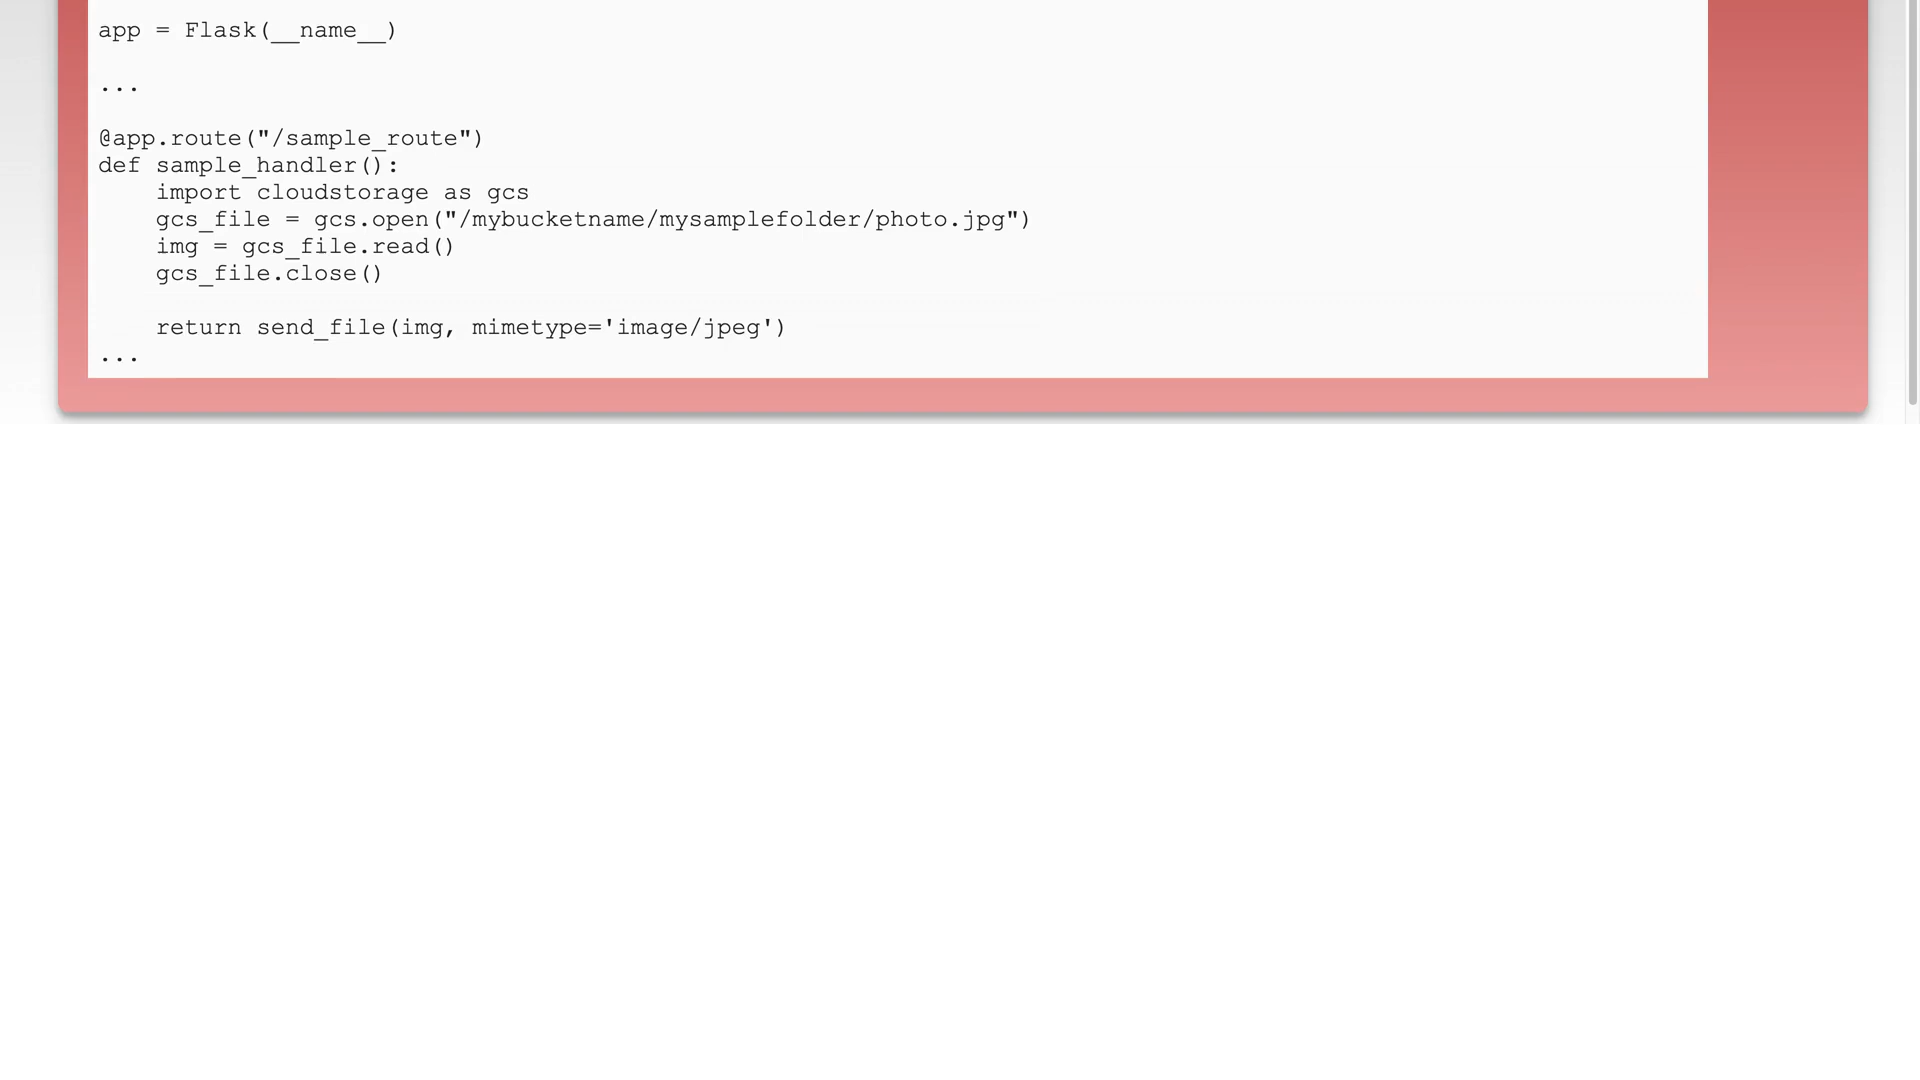 app = Flask(__name__)
...
@app.route("/sample_route")
def sample_handler():
    import cloudstorage as gcs
    gcs_file = gcs.open("/mybucketname/mysamplefolder/photo.jpg")
    img = gcs_file.read()
    gcs_file.close()
    return send_file(img, mimetype='image/jpeg')
...